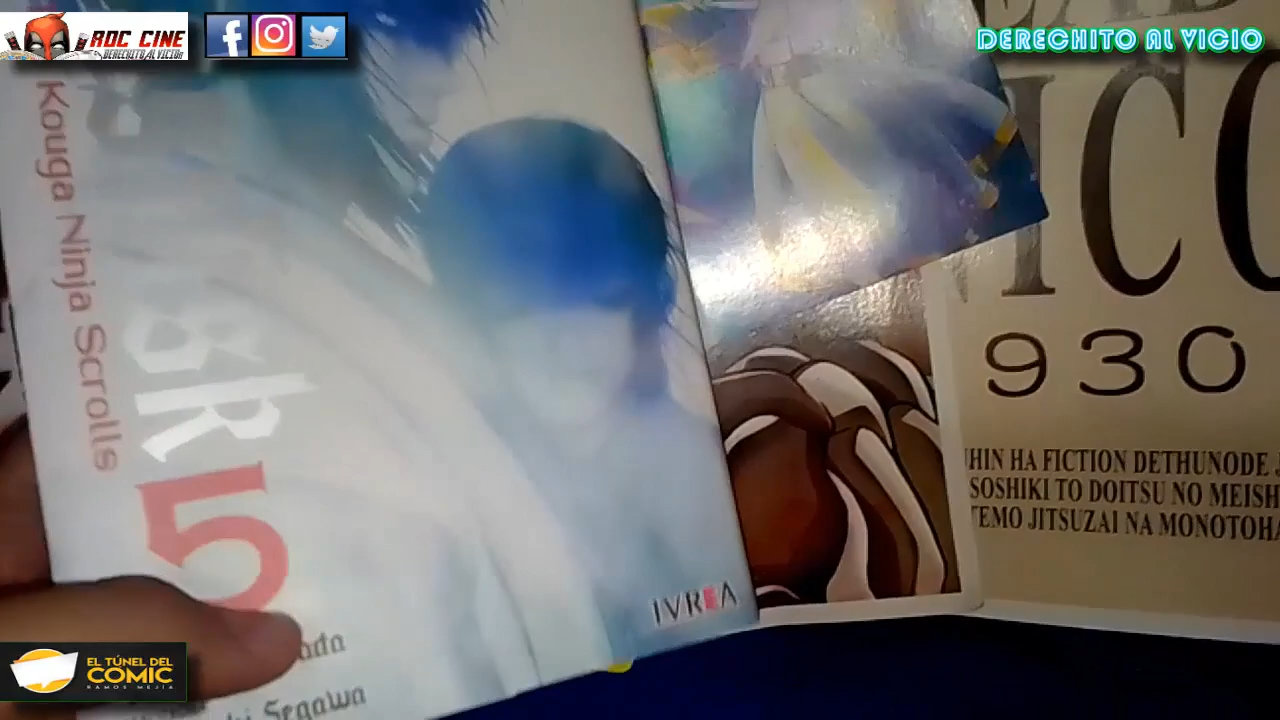 ROC CINE
DERECHITO AL VICIO
DERECHITO AL VICIO
Kouga Ninja Scrolls
5
IVREA
Segawa
930
HIN HA FICTION DETHUNODE
SOSHIKI TO DOITSU NO MEISH
TEMO JITSUZAI NA MONOTOHA
EL TÚNEL DEL
COMIC
RAMOS MEJÍA